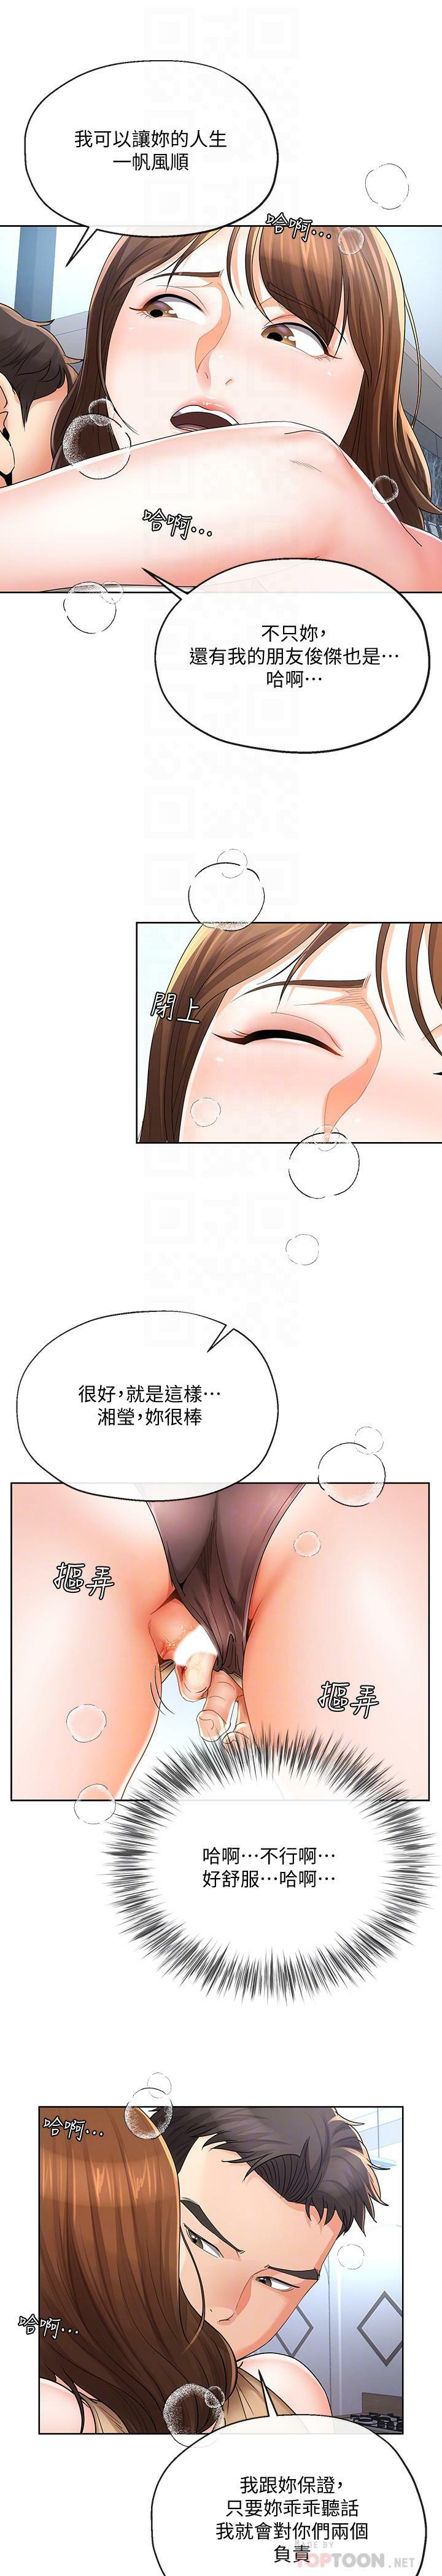 我可以讓妳的人生
一帆風順
哈啊…
哈啊…
不只妳，
還有我的朋友俊傑也是…
哈啊…
閉上
很好，就是這樣…
湘瑩，妳很棒
摳弄
摳弄
哈啊…不行啊…
好舒服…哈啊…
哈啊…
哈啊…
我跟妳保證，
只要妳乖乖聽話
我就會對你們兩個
負責
MADE BY
TOPTOON.NET